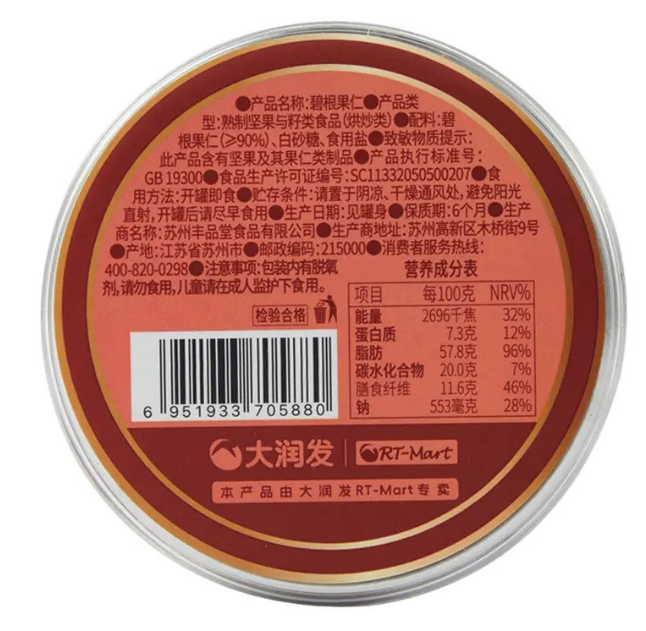 ●产品名称:碧根果仁●产品类
型:熟制坚果与籽类食品(烘炒类)●配料:碧
根果仁(≥90%)、白砂糖、食用盐●致敏物质提示:
此产品含有坚果及其果仁类制品●产品执行标准号:
GB 19300●食品生产许可证编号:SC11332050500207●食
用方法:开罐即食●贮存条件:请置于阴凉、干燥通风处,避免阳光
直射,开罐后请尽早食用●生产日期:见罐身●保质期:6个月●生产
商名称:苏州丰品堂食品有限公司●生产商地址:苏州高新区木桥街9号
●产地:江苏省苏州市●邮政编码:215000●消费者服务热线:
400-820-0298●注意事项:包装内有脱氧
剂,请勿食用,儿童请在成人监护下食用。
检验合格
营养成分表
项目 每100克 NRV%
能量 2696千焦 32%
蛋白质 7.3克 12%
脂肪 57.8克 96%
碳水化合物 20.0克 7%
膳食纤维 11.6克 46%
钠 553毫克 28%
6 951933 705880
大润发 RT-Mart
本产品由大润发RT-Mart专卖